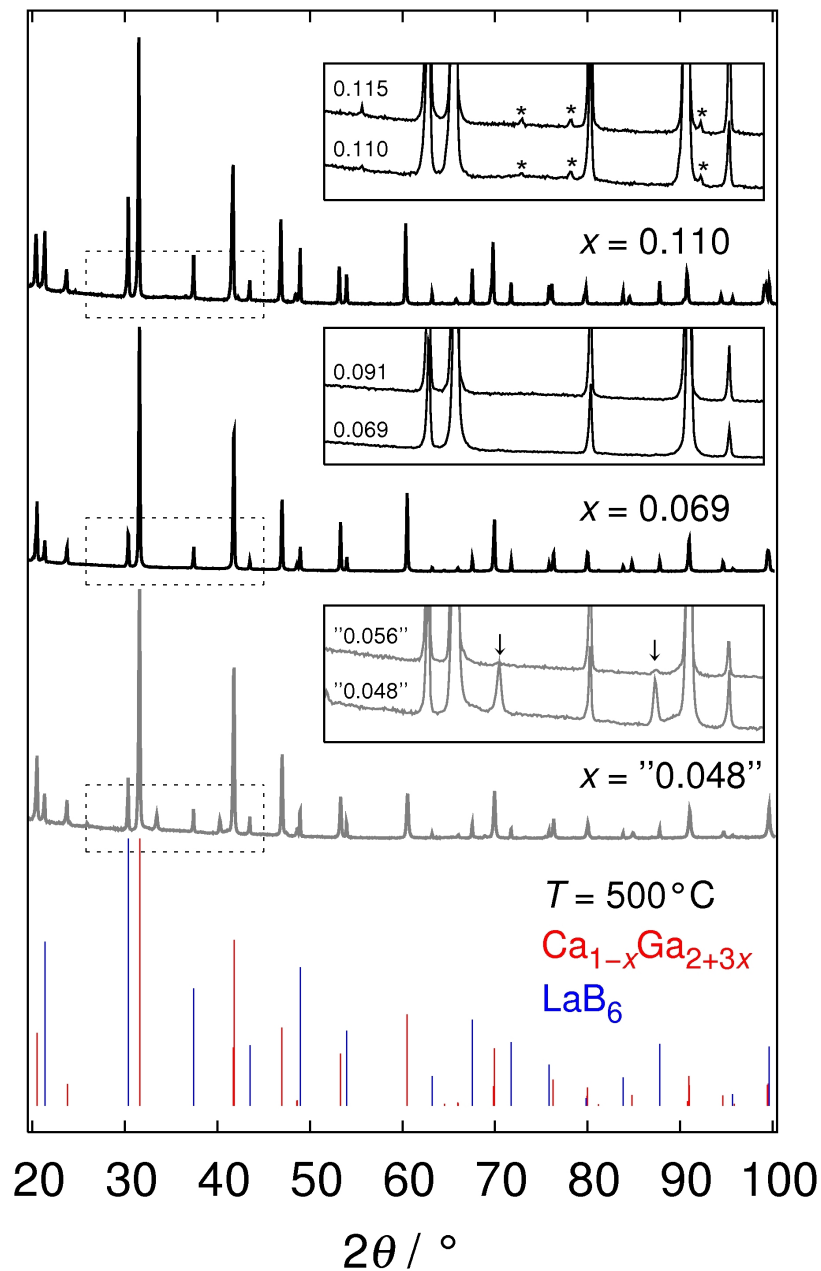 0.115
* * *
0.110
* * *
x = 0.110
0.091
0.069
x = 0.069
"0.056"
↓ ↓
"0.048"
x = "0.048"
T = 500°C
Ca₁₋ₓGa₂₊₃ₓ
LaB₆
20 30 40 50 60 70 80 90 100
2θ / °